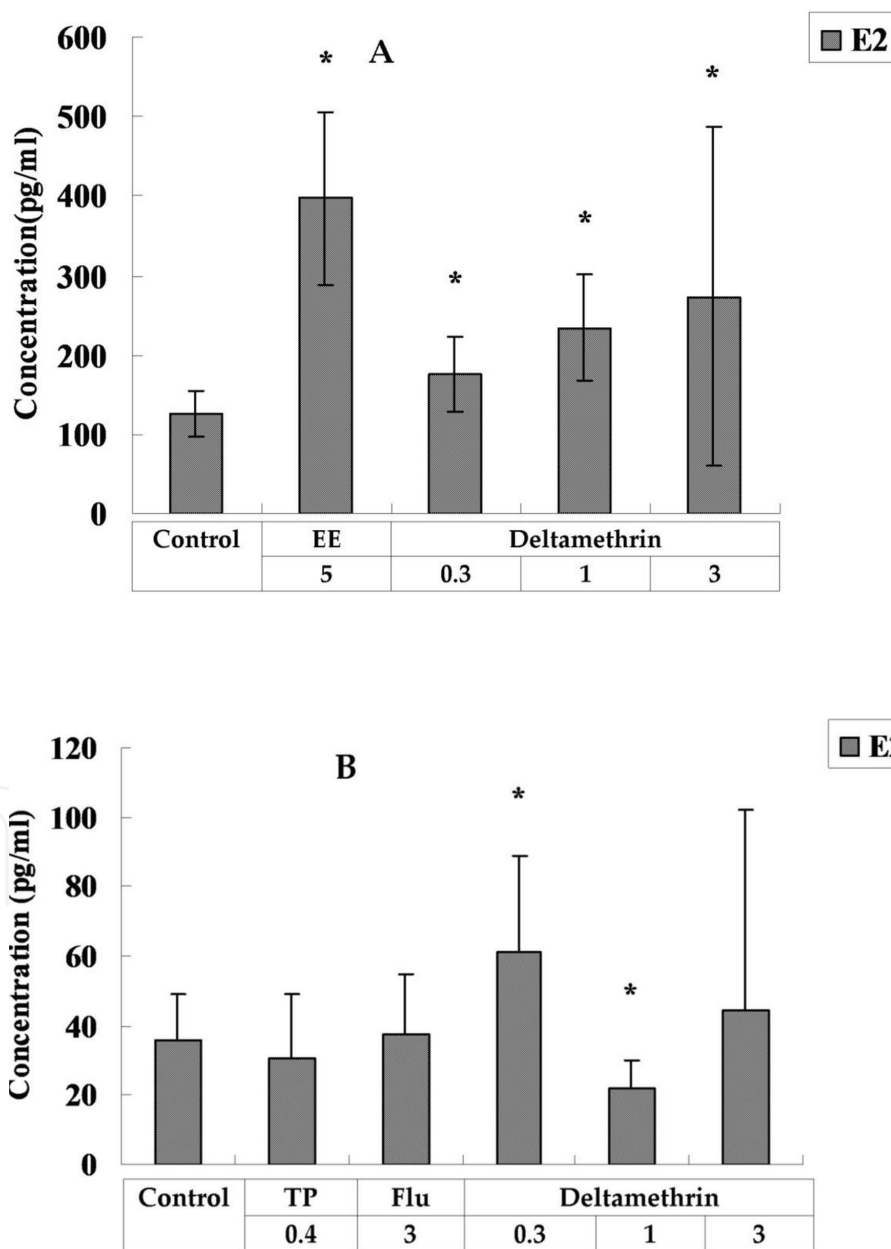 600
A
E2
500
400
300
200
100
0
Concentration(pg/ml)
* * * *
Control EE Deltamethrin
5 0.3 1 3
120
B
100
80
60
40
20
0
Concentration (pg/ml)
* *
Control TP Flu Deltamethrin
0.4 3 0.3 1 3